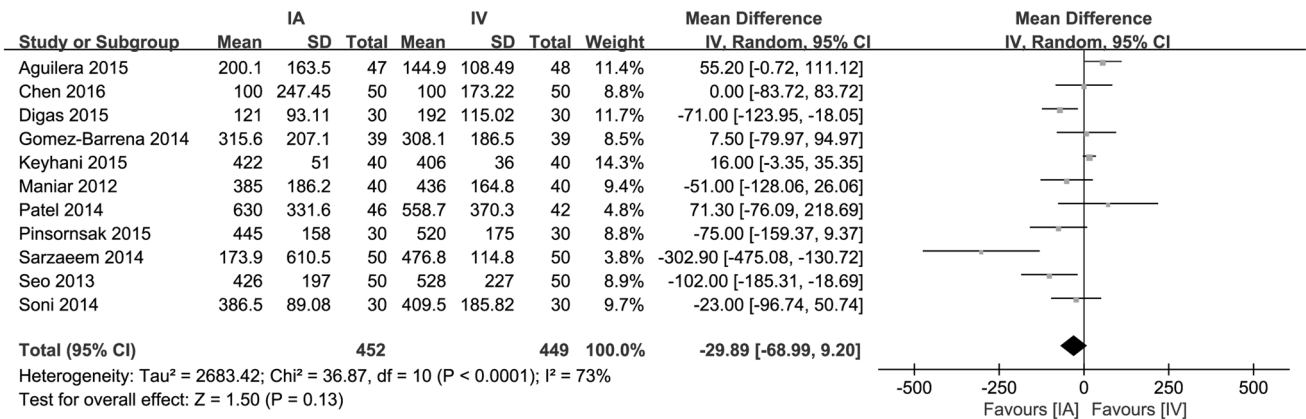 IA IV Mean Difference Mean Difference
Study or Subgroup Mean SD Total Mean SD Total Weight IV, Random, 95% CI IV, Random, 95% CI
Aguilera 2015 200.1 163.5 47 144.9 108.49 48 11.4% 55.20 [-0.72, 111.12]
Chen 2016 100 247.45 50 100 173.22 50 8.8% 0.00 [-83.72, 83.72]
Digas 2015 121 93.11 30 192 115.02 30 11.7% -71.00 [-123.95, -18.05]
Gomez-Barrena 2014 315.6 207.1 39 308.1 186.5 39 8.5% 7.50 [-79.97, 94.97]
Keyhani 2015 422 51 40 406 36 40 14.3% 16.00 [-3.35, 35.35]
Maniar 2012 385 186.2 40 436 164.8 40 9.4% -51.00 [-128.06, 26.06]
Patel 2014 630 331.6 46 558.7 370.3 42 4.8% 71.30 [-76.09, 218.69]
Pinsornsak 2015 445 158 30 520 175 30 8.8% -75.00 [-159.37, 9.37]
Sarzaeem 2014 173.9 610.5 50 476.8 114.8 50 3.8% -302.90 [-475.08, -130.72]
Seo 2013 426 197 50 528 227 50 8.9% -102.00 [-185.31, -18.69]
Soni 2014 386.5 89.08 30 409.5 185.82 30 9.7% -23.00 [-96.74, 50.74]
Total (95% CI) 452 449 100.0% -29.89 [-68.99, 9.20]
Heterogeneity: Tau² = 2683.42; Chi² = 36.87, df = 10 (P < 0.0001); I² = 73%
Test for overall effect: Z = 1.50 (P = 0.13)
-500 -250 0 250 500
Favours [IA] Favours [IV]